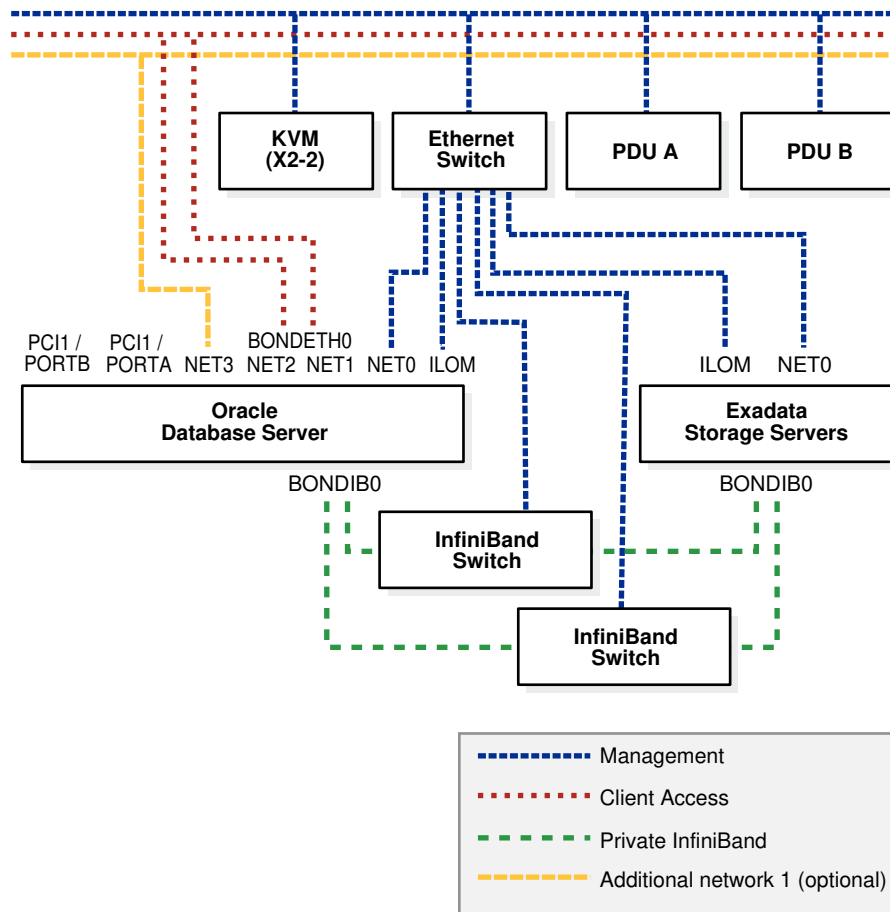 KVM
(X2-2)
Ethernet
Switch
PDU A
PDU B
PCI1 /
PORTB
PCI1 /
PORTA
NET3
BONDETH0
NET2
NET1
NET0
ILOM
ILOM
NET0
Oracle
Database Server
Exadata
Storage Servers
BONDIB0
BONDIB0
InfiniBand
Switch
InfiniBand
Switch
Management
Client Access
Private InfiniBand
Additional network 1 (optional)